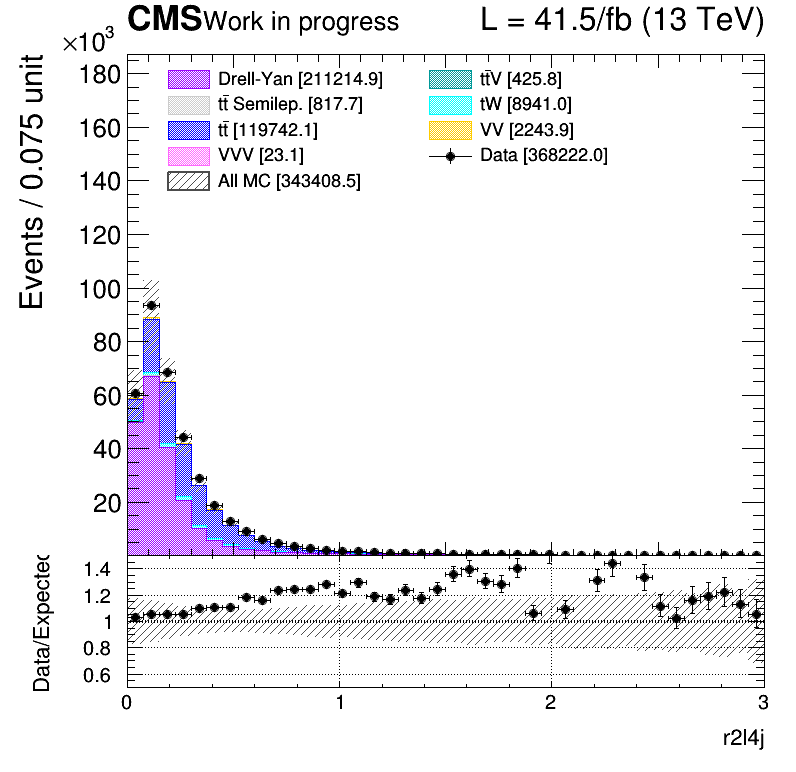 CMS Work in progress L = 41.5/fb (13 TeV)
×10³
Events / 0.075 unit
180
160
140
120
100
80
60
40
20
Drell-Yan [211214.9]
tt̄ Semilep. [817.7]
tt̄ [119742.1]
VVV [23.1]
All MC [343408.5]
tt̄V [425.8]
tW [8941.0]
VV [2243.9]
Data [368222.0]
Data/Expected
1.4
1.2
1
0.8
0.6
0 1 2 3
r2l4j